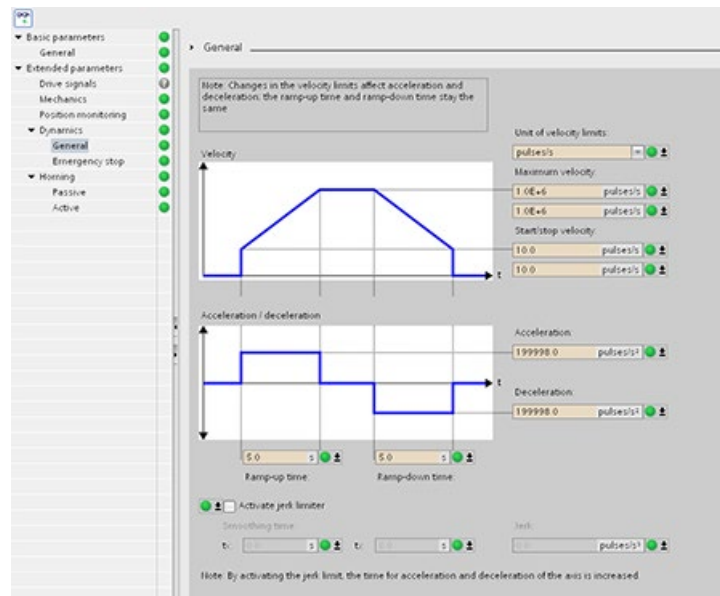 Basic parameters
General
Extended parameters
Drive signals
Mechanics
Position monitoring
Dynamics
General
Emergency stop
Homing
Passive
Active
General
Note: Changes in the velocity limits affect acceleration and
deceleration; the ramp-up time and ramp-down time stay the
same
Unit of velocity limits:
pulses/s
Velocity
Maximum velocity:
1.0E+6 pulses/s
1.0E+6 pulses/s
Start/stop velocity:
10.0 pulses/s
10.0 pulses/s
t
Acceleration / deceleration
Acceleration:
199998.0 pulses/s²
t
Deceleration:
199998.0 pulses/s²
5.0 s
5.0 s
Ramp-up time:
Ramp-down time:
Activate jerk limiter
Smoothing time
Jerk:
0.0 s
0.0 s
pulses/s³
Note: By activating the jerk limit, the time for acceleration and deceleration of the axis is increased.